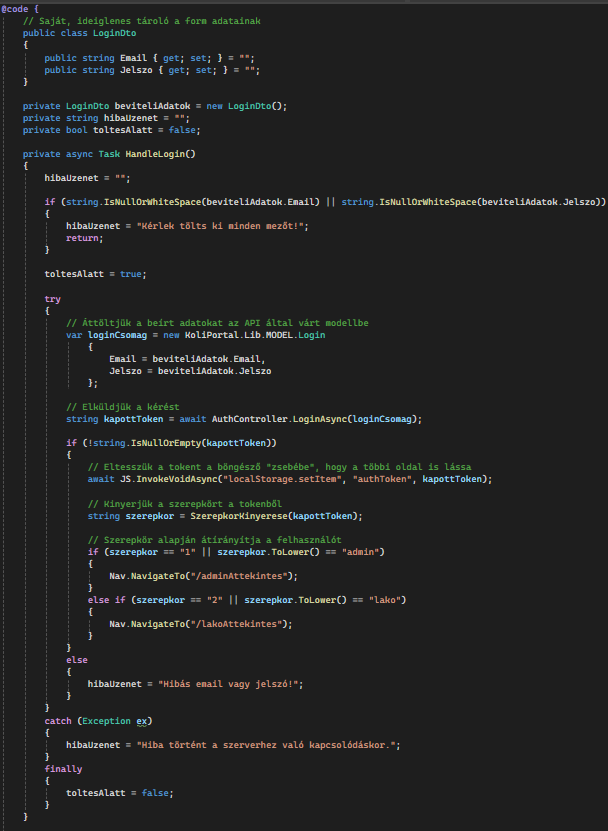 @code {
// Saját, ideiglenes tároló a form adatainak
public class LoginDto
{
public string Email { get; set; } = "";
public string Jelszo { get; set; } = "";
}
private LoginDto beviteliAdatok = new LoginDto();
private string hibaUzenet = "";
private bool toltesAlatt = false;
private async Task HandleLogin()
{
hibaUzenet = "";
if (string.IsNullOrWhiteSpace(beviteliAdatok.Email) || string.IsNullOrWhiteSpace(beviteliAdatok.Jelszo))
{
hibaUzenet = "Kérlek tölts ki minden mezőt!";
return;
}
toltesAlatt = true;
try
{
// Áttöltjük a beírt adatokat az API által várt modellbe
var loginCsomag = new KoliPortal.Lib.MODEL.Login
{
Email = beviteliAdatok.Email,
Jelszo = beviteliAdatok.Jelszo
};
// Elküldjük a kérést
string kapottToken = await AuthController.LoginAsync(loginCsomag);
if (!string.IsNullOrEmpty(kapottToken))
{
// Eltesszük a tokent a böngésző "zsebébe", hogy a többi oldal is lássa
await JS.InvokeVoidAsync("localStorage.setItem", "authToken", kapottToken);
// Kinyerjük a szerepkört a tokenből
string szerepkor = SzerepkorKinyerese(kapottToken);
// Szerepkör alapján átirányítja a felhasználót
if (szerepkor == "1" || szerepkor.ToLower() == "admin")
{
Nav.NavigateTo("/adminAttekintes");
}
else if (szerepkor == "2" || szerepkor.ToLower() == "lako")
{
Nav.NavigateTo("/lakoAttekintes");
}
}
else
{
hibaUzenet = "Hibás email vagy jelszó!";
}
}
catch (Exception ex)
{
hibaUzenet = "Hiba történt a szerverhez való kapcsolódáskor.";
}
finally
{
toltesAlatt = false;
}
}